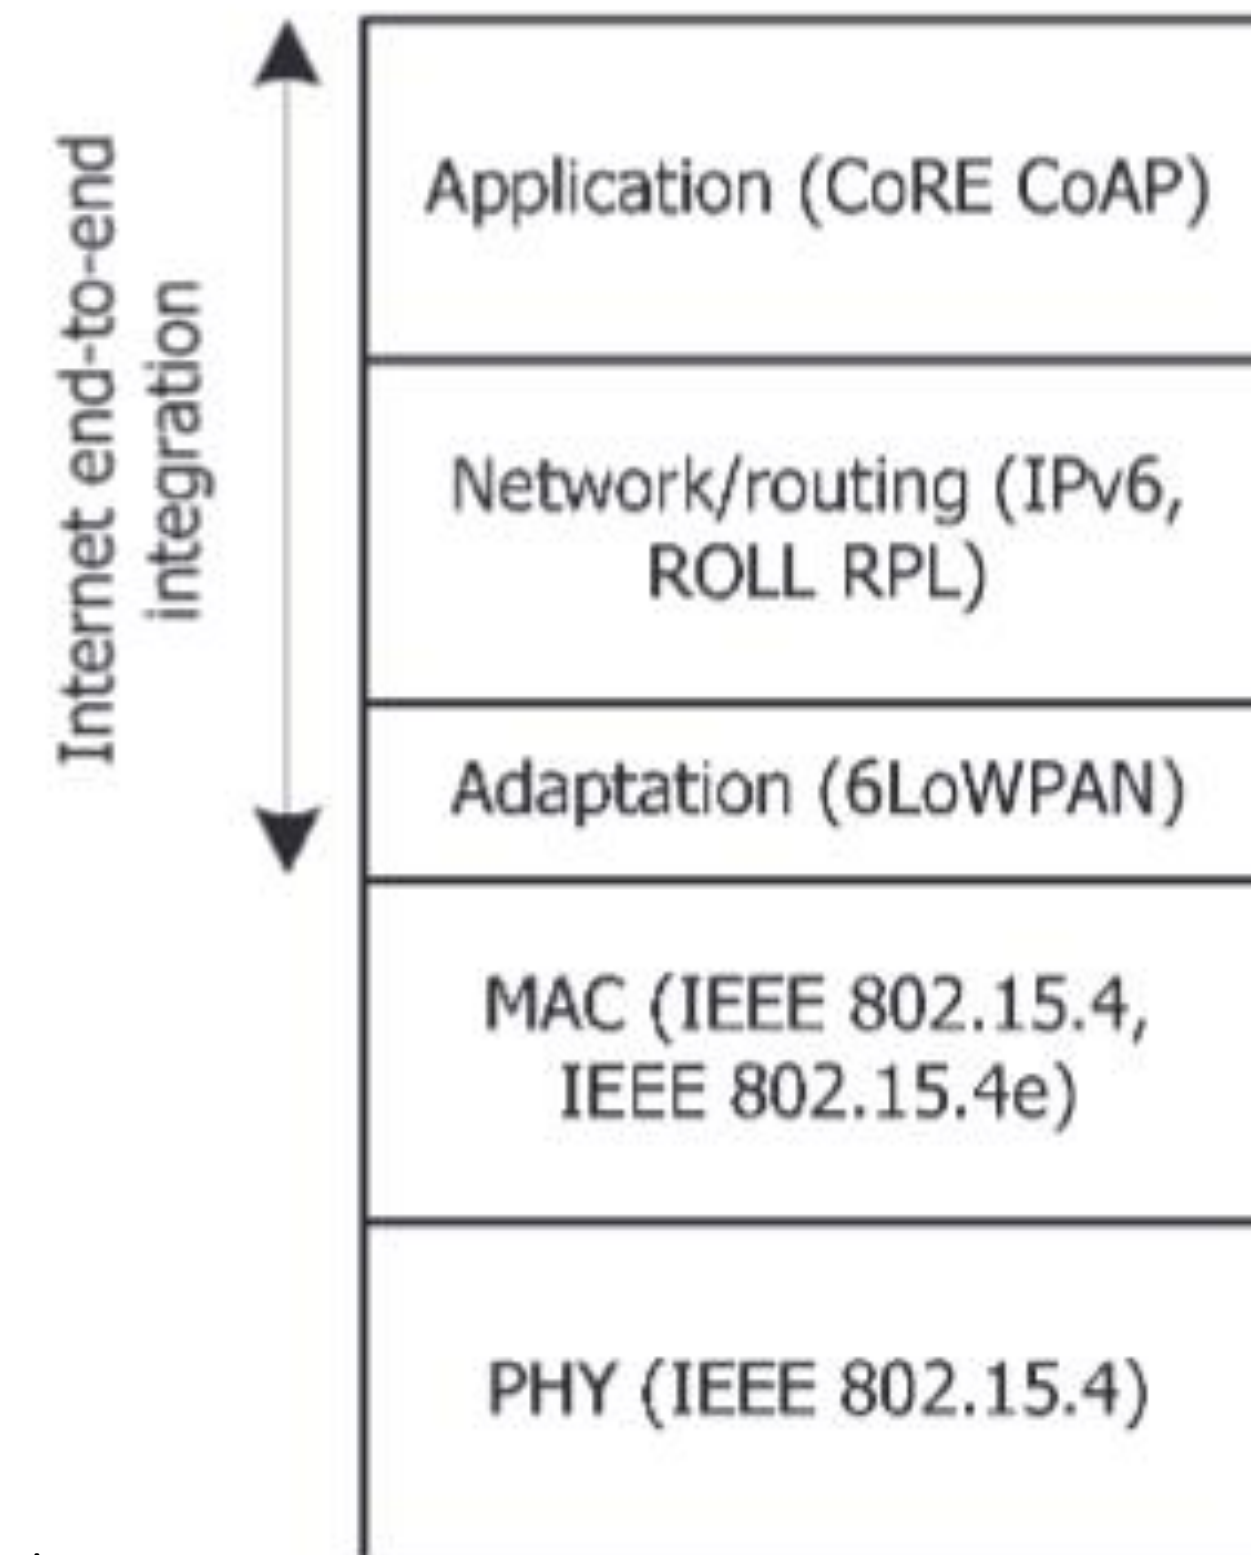 Internet end-to-end
integration
Application (CoRE CoAP)
Network/routing (IPv6,
ROLL RPL)
Adaptation (6LoWPAN)
MAC (IEEE 802.15.4,
IEEE 802.15.4e)
PHY (IEEE 802.15.4)